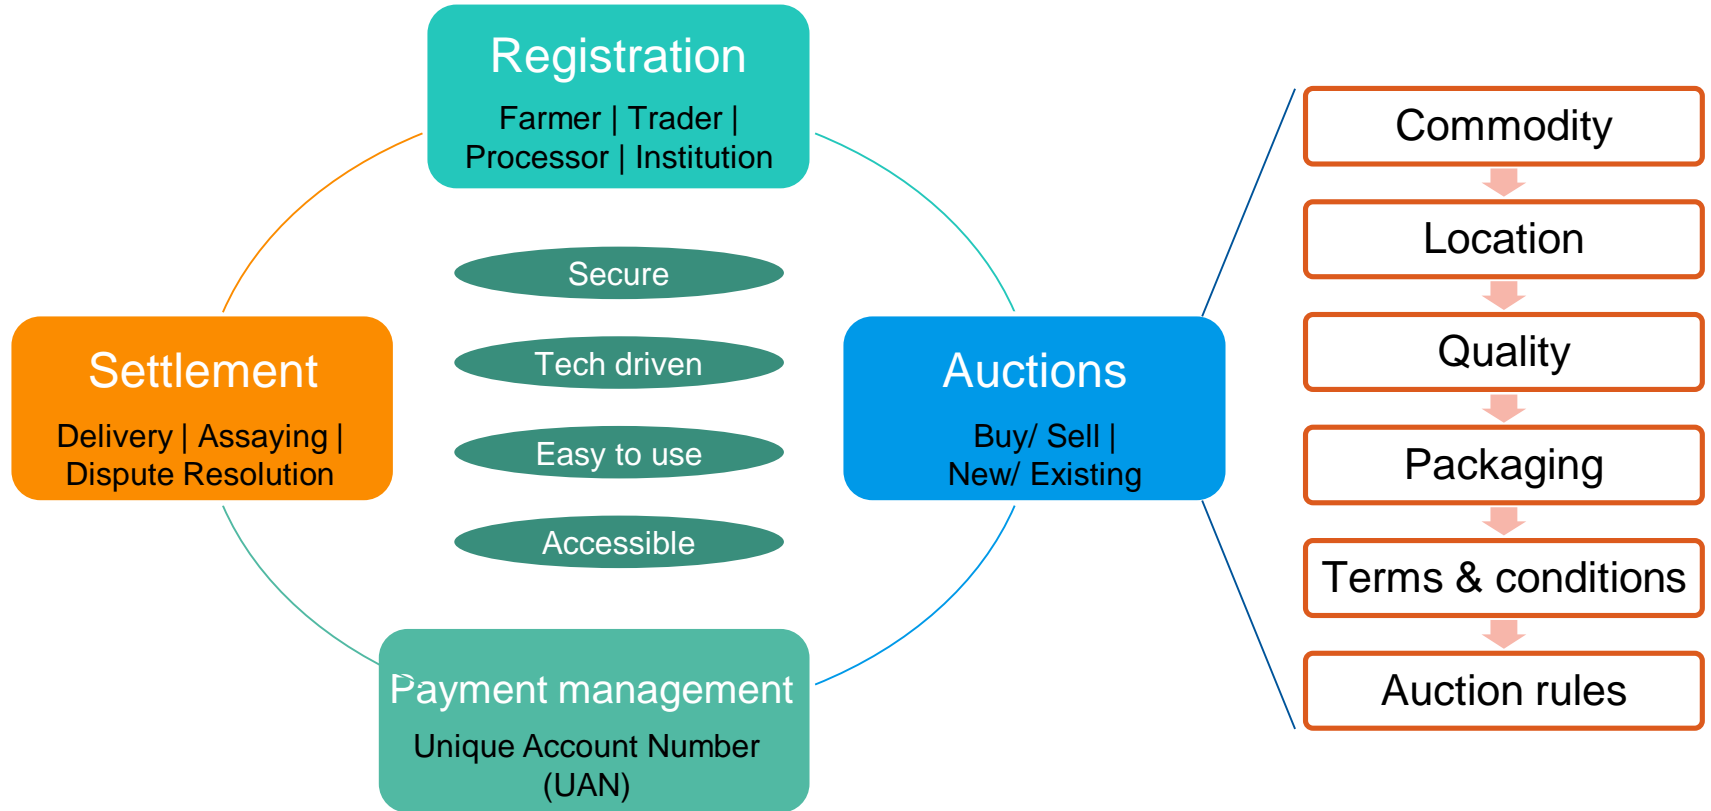 Registration
Farmer | Trader |
Processor | Institution
Secure
Tech driven
Easy to use
Accessible
Settlement
Delivery | Assaying |
Dispute Resolution
Auctions
Buy/ Sell |
New/ Existing
Payment management
Unique Account Number
(UAN)
Commodity
Location
Quality
Packaging
Terms & conditions
Auction rules